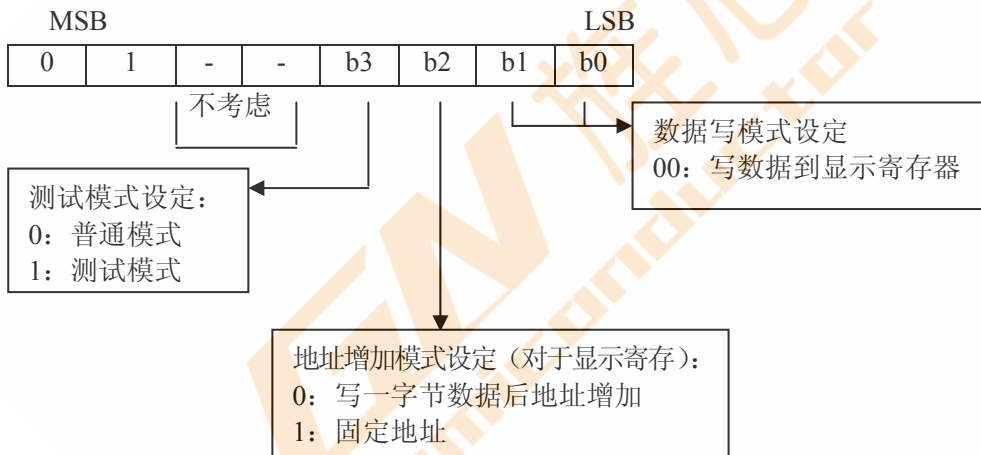 MSB LSB
0 1 - - b3 b2 b1 b0
不考虑
数据写模式设定
00：写数据到显示寄存器
测试模式设定：
0：普通模式
1：测试模式
地址增加模式设定（对于显示寄存）：
0：写一字节数据后地址增加
1：固定地址